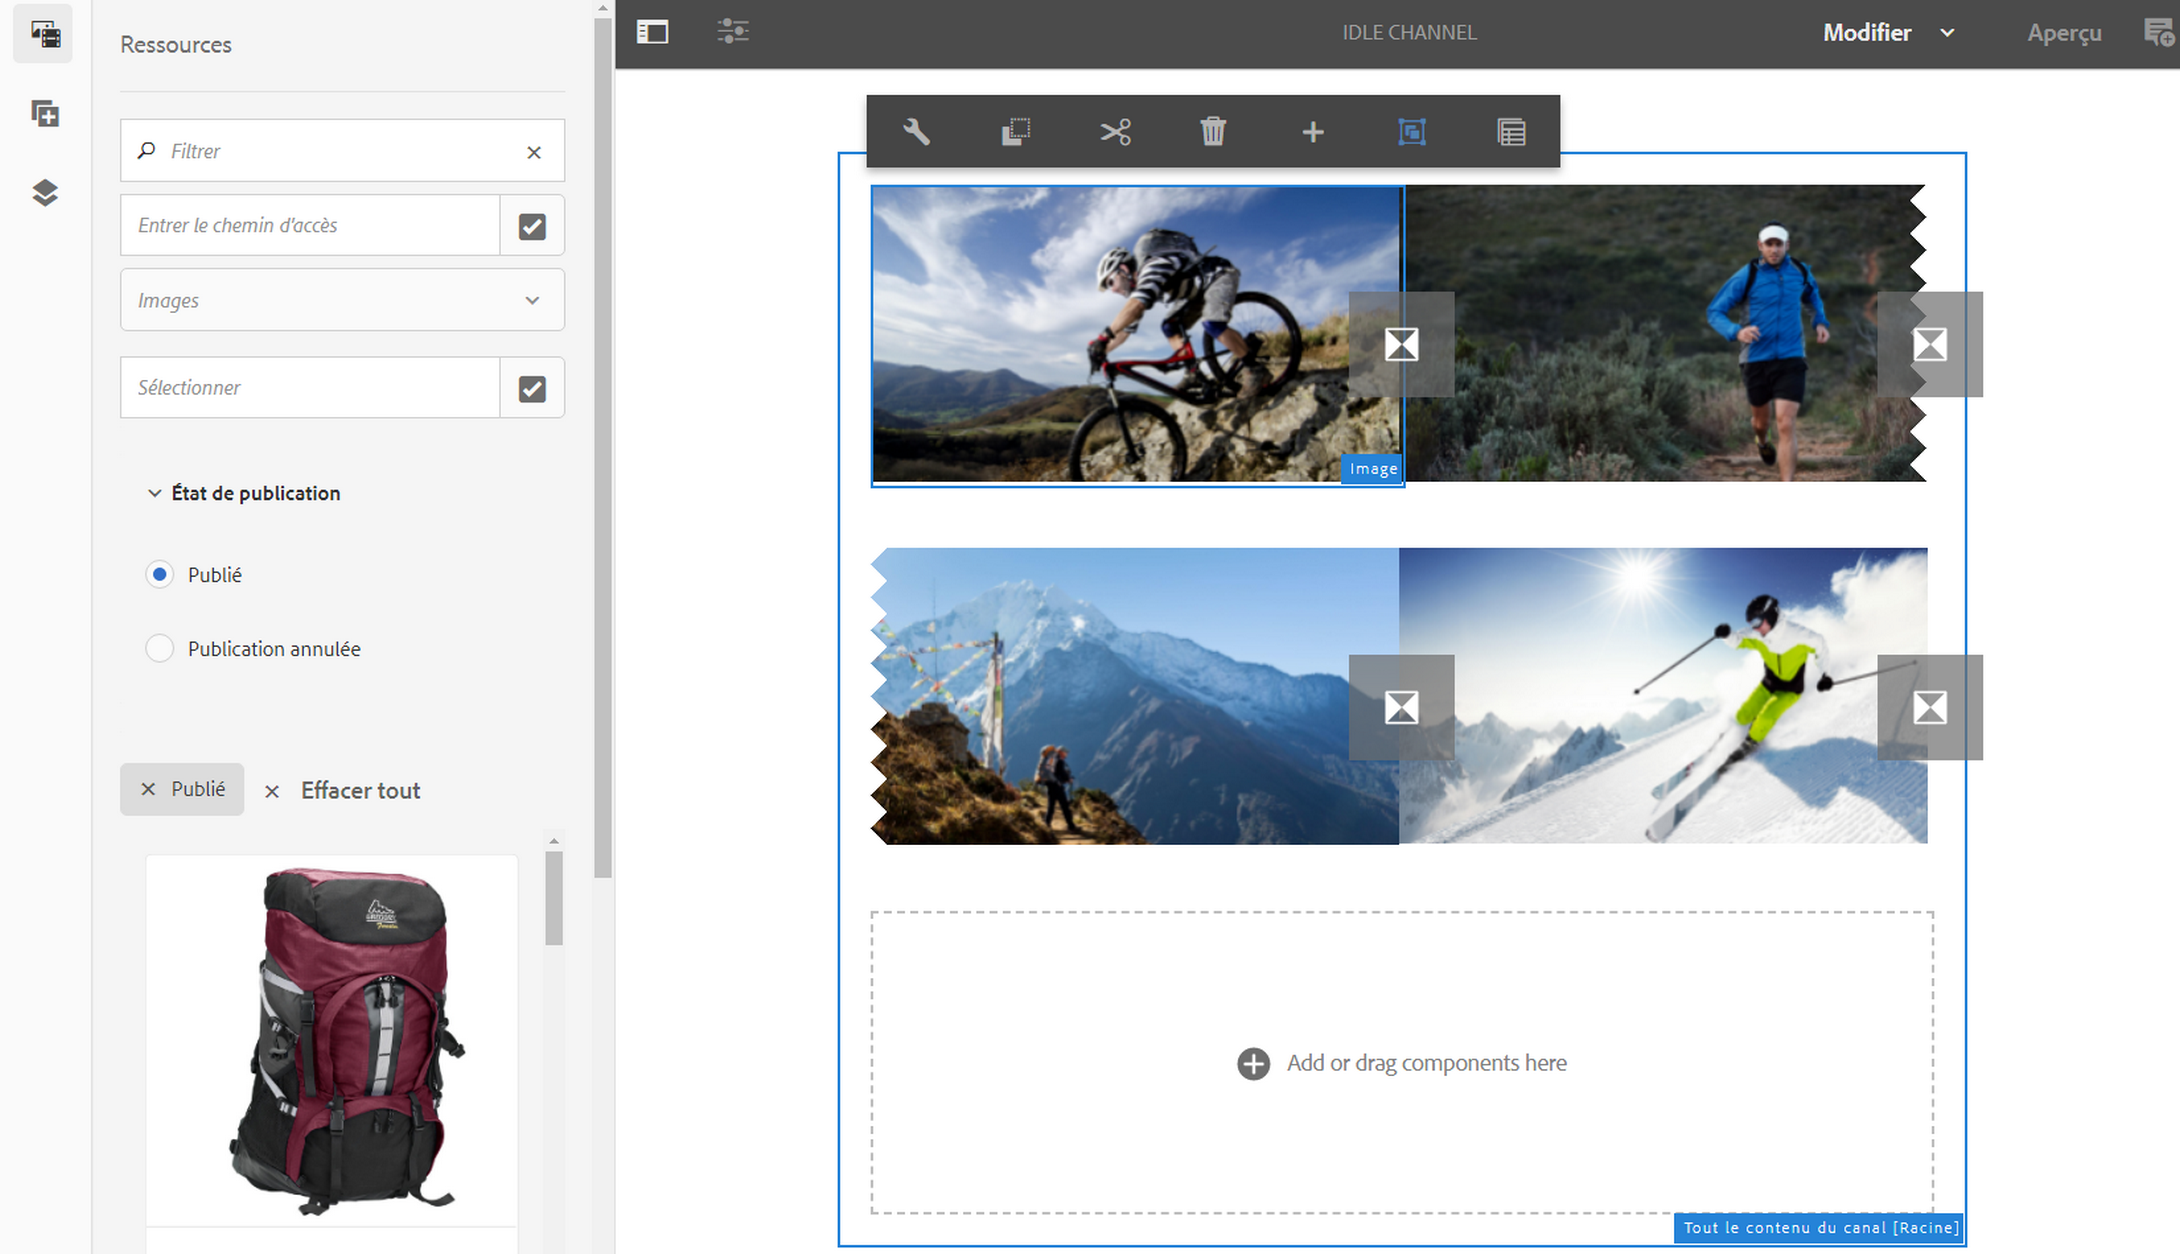 Ressources
Filtrer
Entrer le chemin d'accès
Images
Sélectionner
État de publication
Publié
Publication annulée
Publié
Effacer tout
IDLE CHANNEL
Modifier
Aperçu
Image
Add or drag components here
Tout le contenu du canal [Racine]